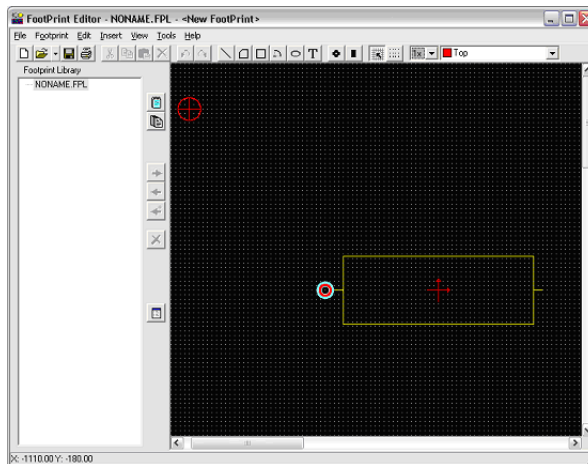 FootPrint Editor - NONAME.FPL - <New FootPrint>
File Footprint Edit Insert View Tools Help
T 1x Top
Footprint Library
NONAME.FPL
X: -1110.00 Y: -180.00